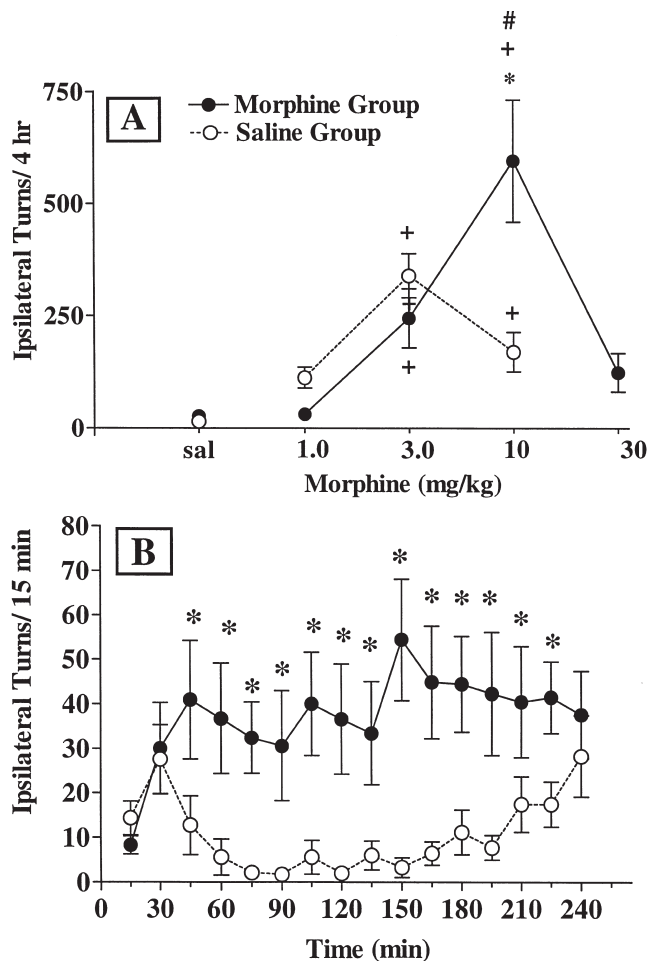 #
+
*
750
A
Morphine Group
Saline Group
500
+
250
+
+
+
0
sal 1.0 3.0 10 30
Morphine (mg/kg)
Ipsilateral Turns/ 4 hr
80
B
70
60
50
40
30
20
10
0
* * * * * * * * * * * * *
0 30 60 90 120 150 180 210 240
Time (min)
Ipsilateral Turns/ 15 min